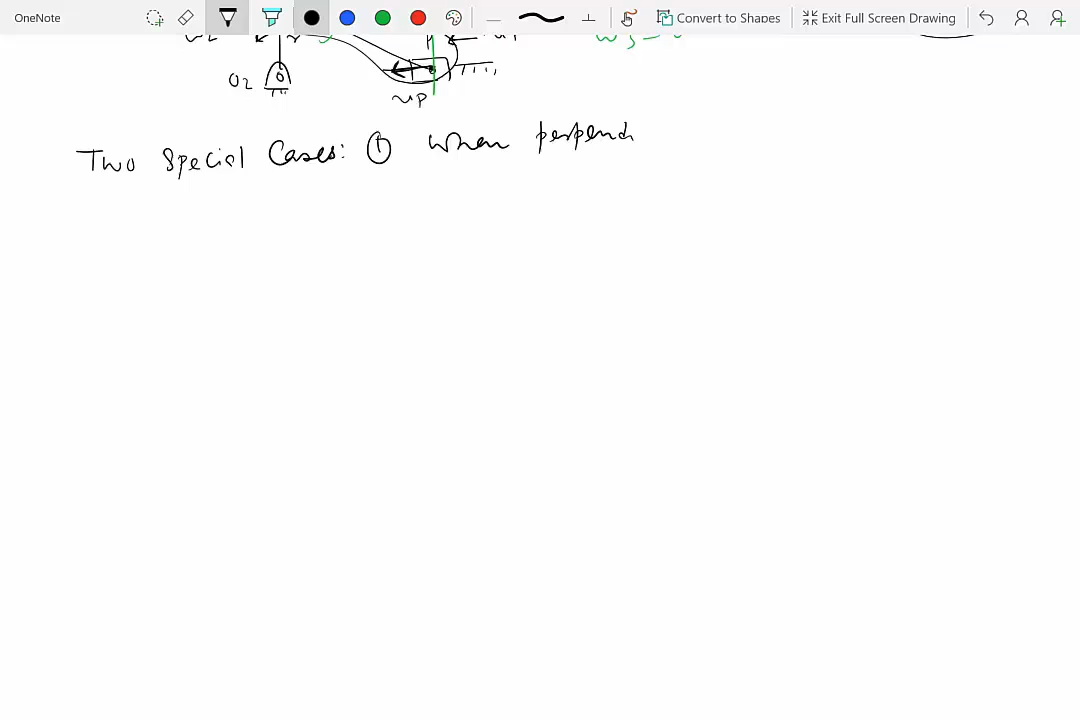 OneNote
Convert to Shapes
Exit Full Screen Drawing
O2
Two Special Cases: ① when perpend